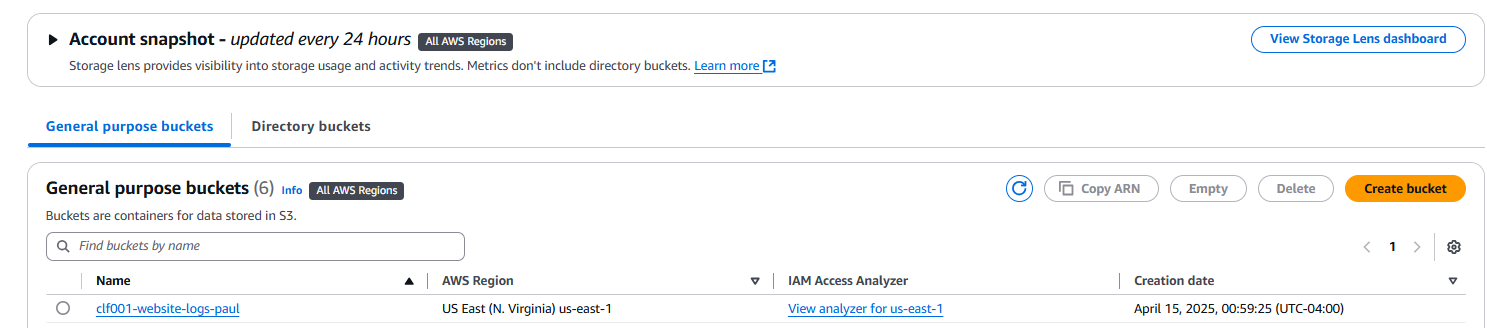 Account snapshot - updated every 24 hours All AWS Regions View Storage Lens dashboard
Storage lens provides visibility into storage usage and activity trends. Metrics don't include directory buckets. Learn more
General purpose buckets Directory buckets
General purpose buckets (6) Info All AWS Regions Copy ARN Empty Delete Create bucket
Buckets are containers for data stored in S3.
Find buckets by name 1
Name AWS Region IAM Access Analyzer Creation date
clf001-website-logs-paul US East (N. Virginia) us-east-1 View analyzer for us-east-1 April 15, 2025, 00:59:25 (UTC-04:00)